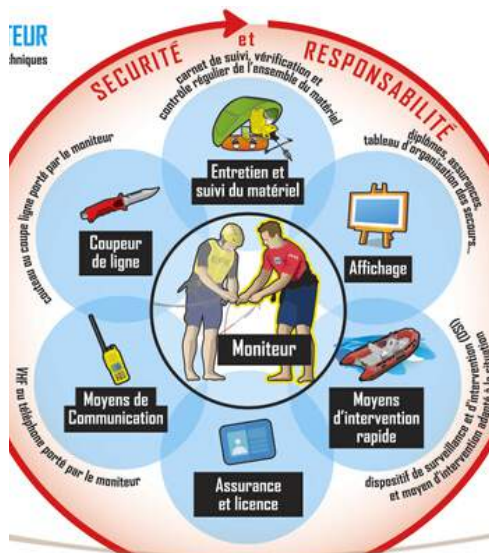 TEUR
chniques
SECURITÉ et RESPONSABILITÉ
carnet de suivi, vérification et
contrôle régulier de l'ensemble du matériel
Entretien et
suivi du matériel
diplômes, assurances,
tableau d'organisation des secours...
Affichage
dispositif de surveillance et d'intervention (DSI)
et moyen d'intervention adapté à la situation
Moyens
d'intervention
rapide
Assurance
et licence
VHF ou téléphone porté par le moniteur
Moyens de
Communication
couteau ou coupe ligne porté par le moniteur
Coupeur
de ligne
Moniteur